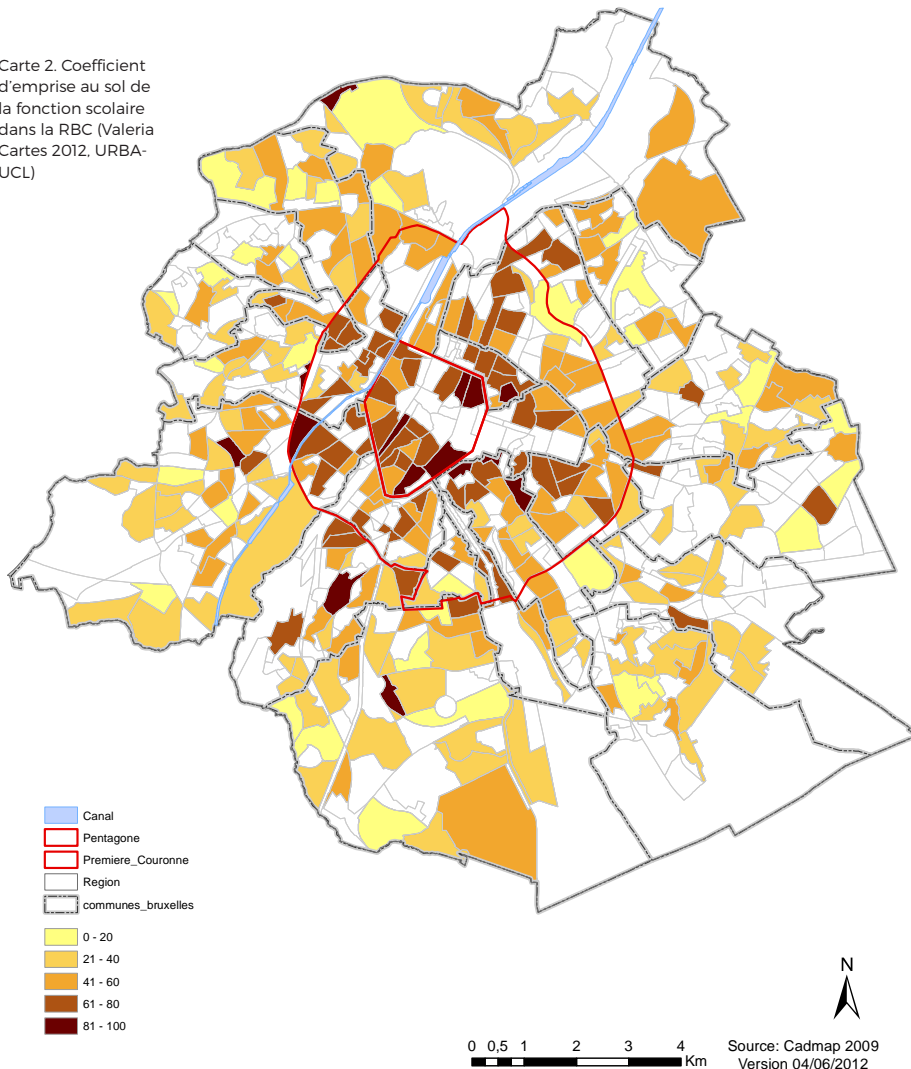 Carte 2. Coefficient
d'emprise au sol de
la fonction scolaire
dans la RBC (Valeria
Cartes 2012, URBA-
UCL)
Canal
Pentagone
Premiere_Couronne
Region
communes_bruxelles
0 - 20
21 - 40
41 - 60
61 - 80
81 - 100
N
0 0,5 1 2 3 4
Km
Source: Cadmap 2009
Version 04/06/2012